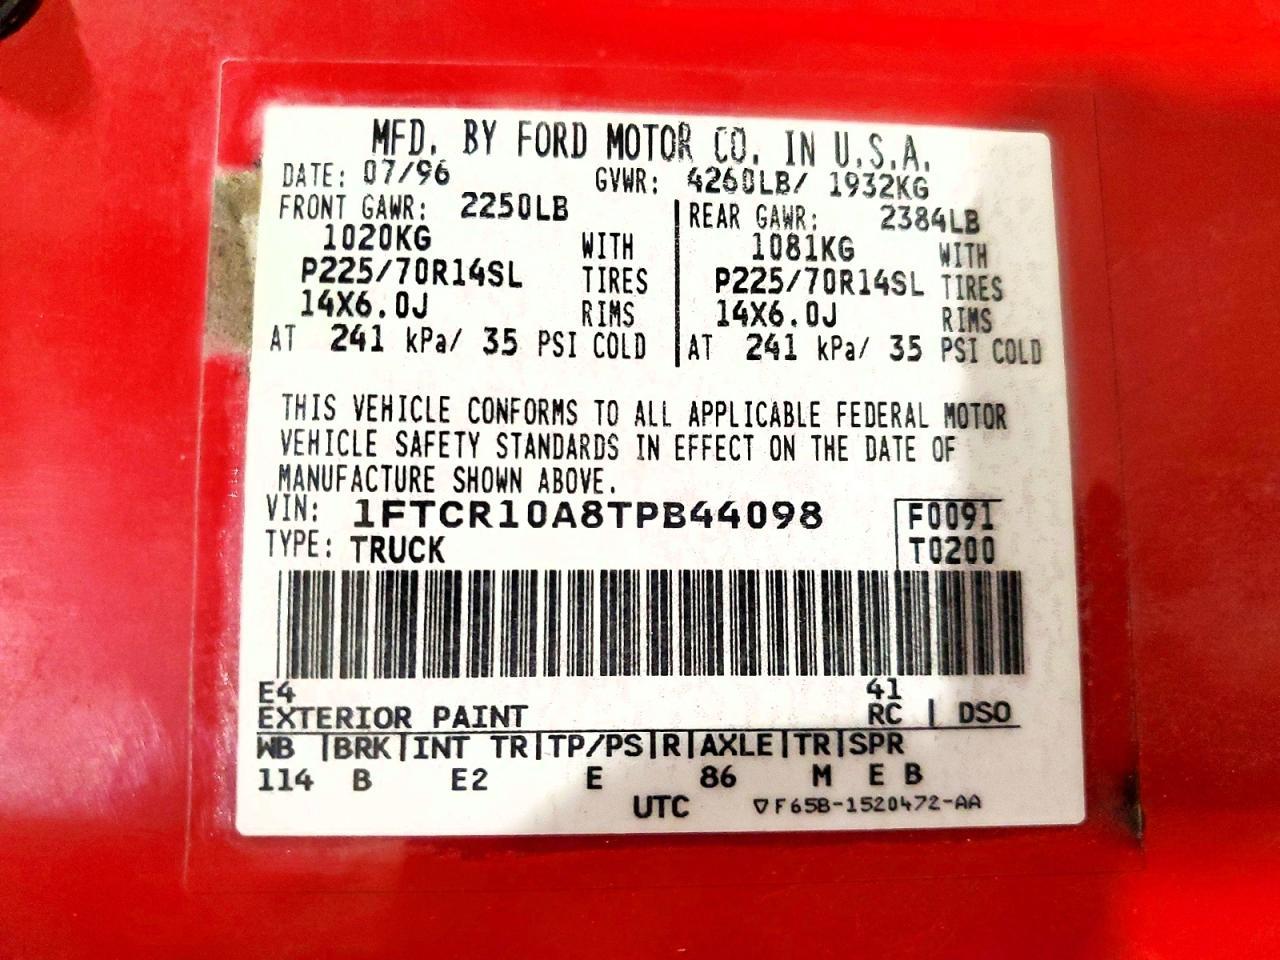 MFD. BY FORD MOTOR CO. IN U.S.A.
DATE: 07/96 GVWR: 4260LB/ 1932KG
FRONT GAWR: 2250LB REAR GAWR: 2384LB
1020KG WITH 1081KG WITH
P225/70R14SL TIRES P225/70R14SL TIRES
14X6.0J RIMS 14X6.0J RIMS
AT 241 kPa/ 35 PSI COLD AT 241 kPa/ 35 PSI COLD
THIS VEHICLE CONFORMS TO ALL APPLICABLE FEDERAL MOTOR
VEHICLE SAFETY STANDARDS IN EFFECT ON THE DATE OF
MANUFACTURE SHOWN ABOVE.
VIN: 1FTCR10A8TPB44098 F0091
TYPE: TRUCK T0200
E4 41
EXTERIOR PAINT RC | DSO
WB |BRK|INT TR|TP/PS|R|AXLE|TR|SPR
114 B E2 E 86 M E B
UTC ▽F65B-1520472-AA